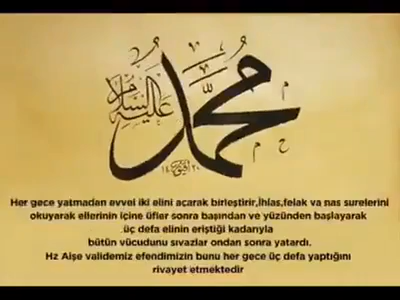 محمد
عليه السلام
Her gece yatmadan evvel iki elini açarak birleştirir,İhlas,felak va nas surelerini
okuyarak ellerinin içine üfler sonra başından ve yüzünden başlayarak
üç defa elinin eriştiği kadarıyla
bütün vücudunu sıvazlar ondan sonra yatardı.
Hz Aişe validemiz efendimizin bunu her gece üç defa yaptığını
rivayet etmektedir